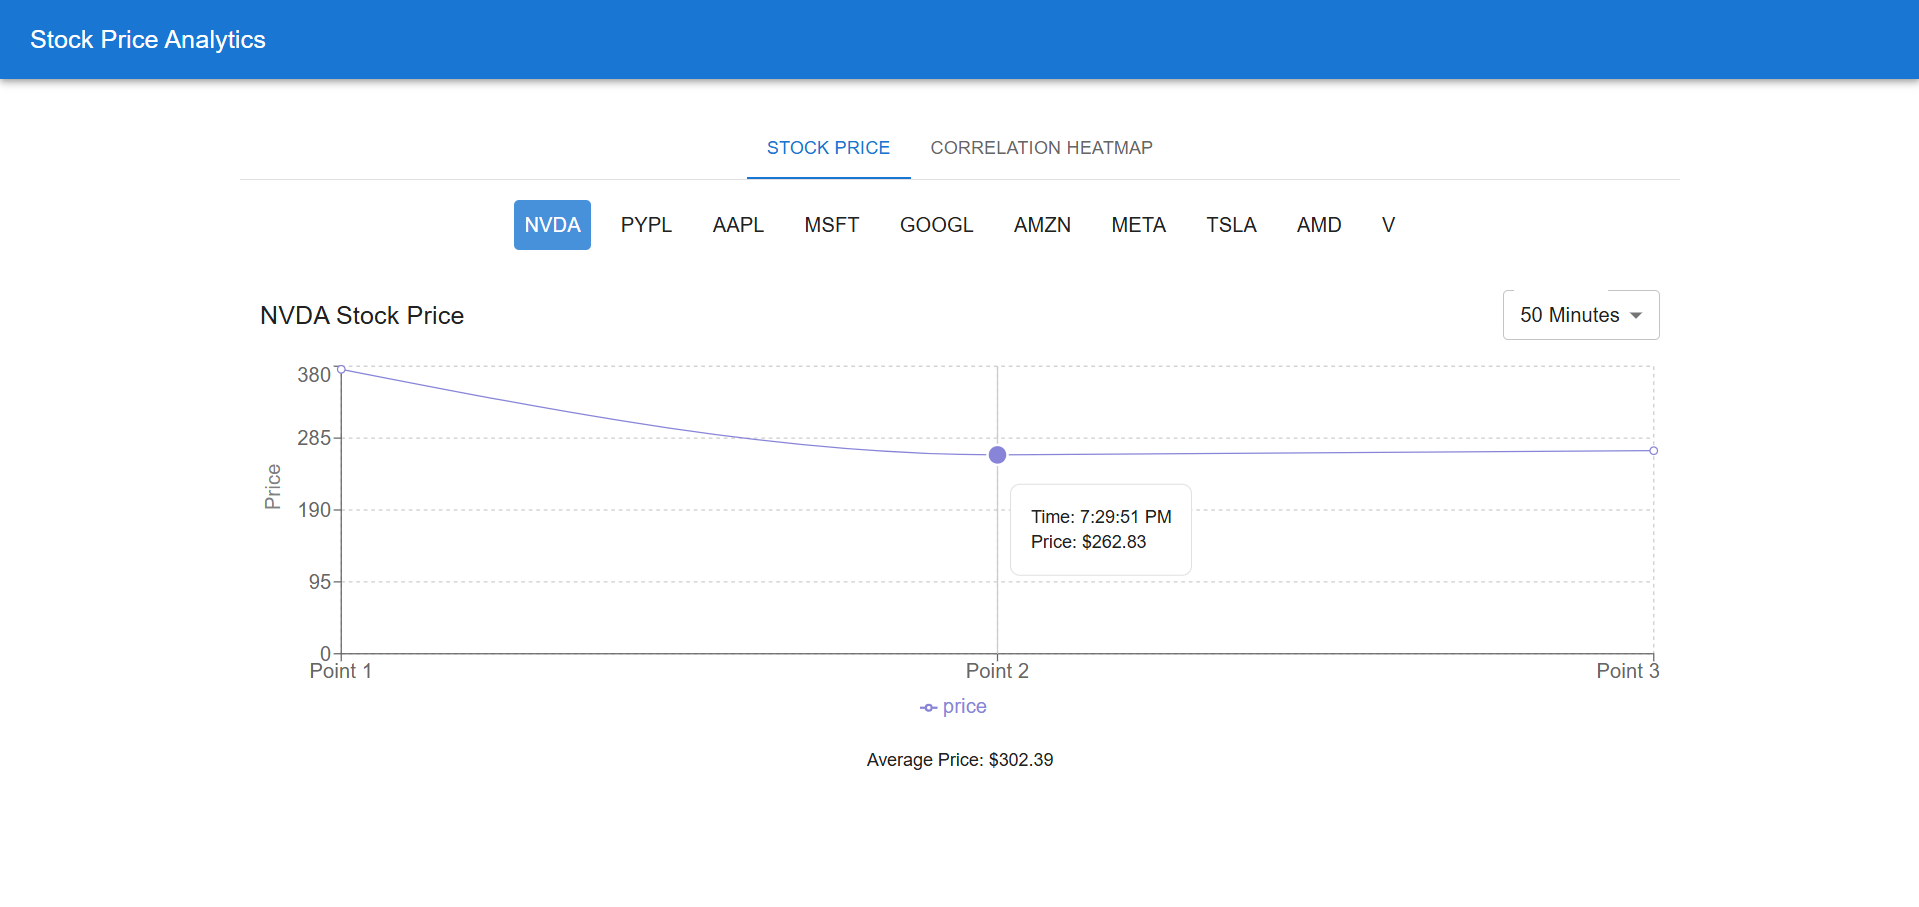 Stock Price Analytics
STOCK PRICE CORRELATION HEATMAP
NVDA PYPL AAPL MSFT GOOGL AMZN META TSLA AMD V
NVDA Stock Price
50 Minutes
Price
380
285
190
95
0
Time: 7:29:51 PM
Price: $262.83
Point 1 Point 2 Point 3
price
Average Price: $302.39